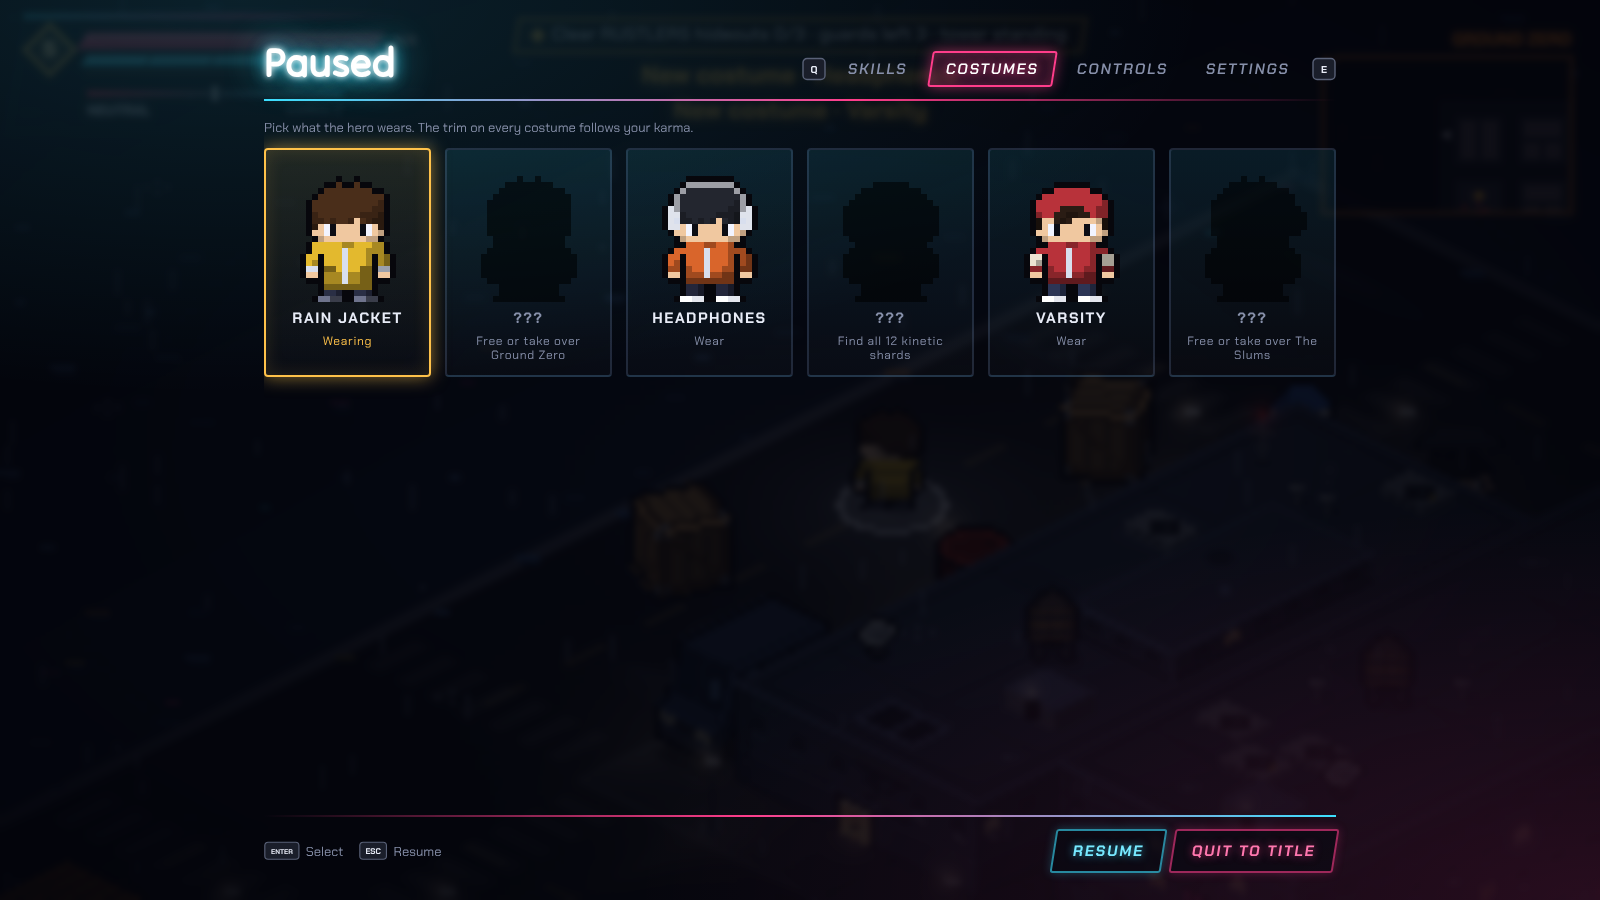 Paused
Q SKILLS COSTUMES CONTROLS SETTINGS E
Pick what the hero wears. The trim on every costume follows your karma.
RAIN JACKET
Wearing
???
Free or take over
Ground Zero
HEADPHONES
Wear
???
Find all 12 kinetic
shards
VARSITY
Wear
???
Free or take over The
Slums
ENTER Select ESC Resume
RESUME QUIT TO TITLE